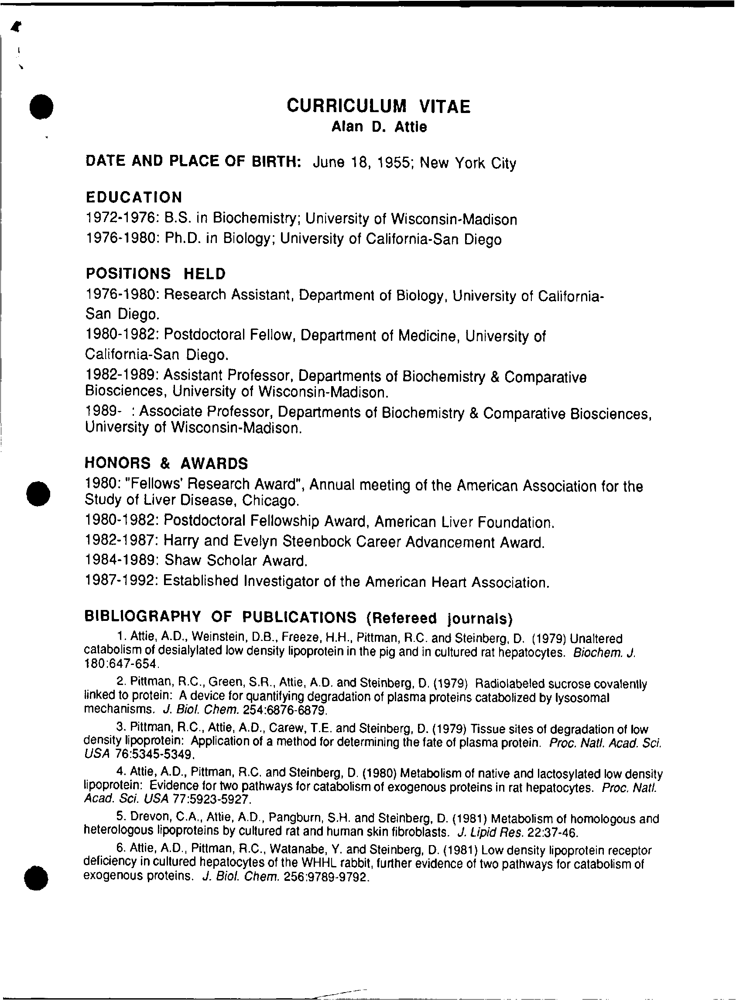 CURRICULUM VITAE
Alan D. Attie
DATE AND PLACE OF BIRTH: June 18, 1955; New York City
EDUCATION
1972-1976: B.S. in Biochemistry; University of Wisconsin-Madison
1976-1980: Ph.D. in Biology; University of California-San Diego
POSITIONS HELD
1976-1980: Research Assistant, Department of Biology, University of California-
San Diego.
1980-1982: Postdoctoral Fellow, Department of Medicine, University of
California-San Diego.
1982-1989: Assistant Professor, Departments of Biochemistry & Comparative
Biosciences, University of Wisconsin-Madison.
1989- : Associate Professor, Departments of Biochemistry & Comparative Biosciences,
University of Wisconsin-Madison.
HONORS & AWARDS
1980: "Fellows' Research Award", Annual meeting of the American Association for the
Study of Liver Disease, Chicago.
1980-1982: Postdoctoral Fellowship Award, American Liver Foundation.
1982-1987: Harry and Evelyn Steenbock Career Advancement Award.
1984-1989: Shaw Scholar Award.
1987-1992: Established Investigator of the American Heart Association.
BIBLIOGRAPHY OF PUBLICATIONS (Refereed journals)
1. Attie, A.D., Weinstein, D.B., Freeze, H.H., Pittman, R.C. and Steinberg, D. (1979) Unaltered
catabolism of desialylated low density lipoprotein in the pig and in cultured rat hepatocytes. Biochem. J.
180:647-654.
2. Pittman, R.C., Green, S.R., Attie, A.D. and Steinberg, D. (1979) Radiolabeled sucrose covalently
linked to protein: A device for quantifying degradation of plasma proteins catabolized by lysosomal
mechanisms. J. Biol. Chem. 254:6876-6879.
3. Pittman, R.C., Attie, A.D., Carew, T.E. and Steinberg, D. (1979) Tissue sites of degradation of low
density lipoprotein: Application of a method for determining the fate of plasma protein. Proc. Natl. Acad. Sci.
USA 76:5345-5349.
4. Attie, A.D., Pittman, R.C. and Steinberg, D. (1980) Metabolism of native and lactosylated low density
lipoprotein: Evidence for two pathways for catabolism of exogenous proteins in rat hepatocytes. Proc. Natl.
Acad. Sci. USA 77:5923-5927.
5. Drevon, C.A., Attie, A.D., Pangburn, S.H. and Steinberg, D. (1981) Metabolism of homologous and
heterologous lipoproteins by cultured rat and human skin fibroblasts. J. Lipid Res. 22:37-46.
6. Attie, A.D., Pittman, R.C., Watanabe, Y. and Steinberg, D. (1981) Low density lipoprotein receptor
deficiency in cultured hepatocytes of the WHHL rabbit, further evidence of two pathways for catabolism of
exogenous proteins. J. Biol. Chem. 256:9789-9792.